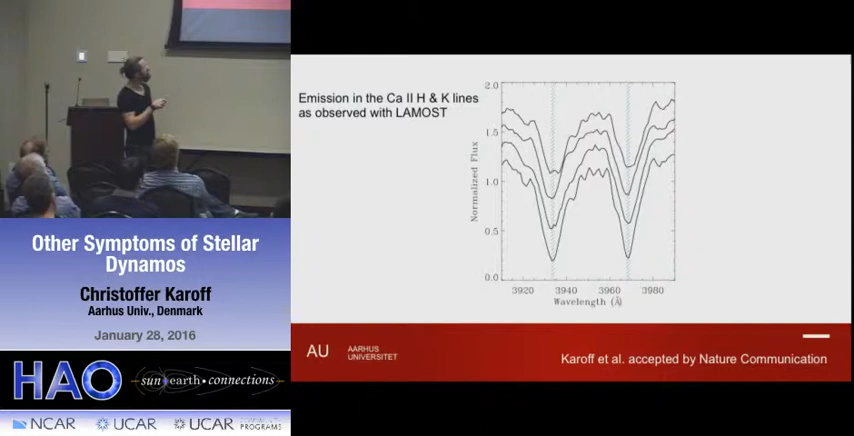 Other Symptoms of Stellar
Dynamos
Christoffer Karoff
Aarhus Univ., Denmark
January 28, 2016
HAO
sun earth • connections
NCAR
UCAR
UCAR PROGRAMS
Emission in the Ca II H & K lines
as observed with LAMOST
2.0
1.5
1.0
0.5
0.0
Normalized Flux
3920 3940 3960 3980
Wavelength (Å)
AU
AARHUS
UNIVERSITET
Karoff et al. accepted by Nature Communication